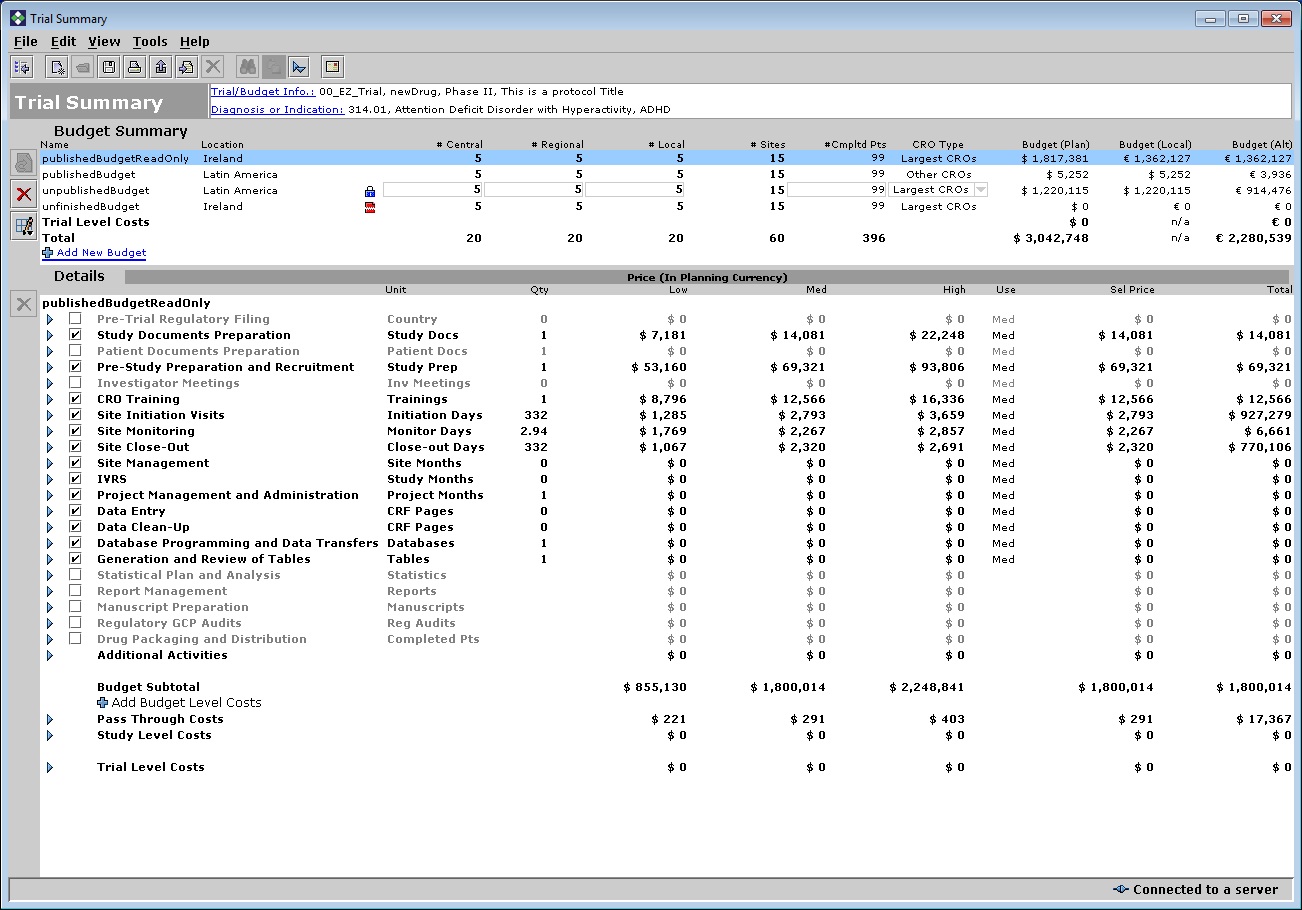 Trial Summary
File Edit View Tools Help
Trial Summary
Trial/Budget Info.: 00_EZ_Trial, newDrug, Phase II, This is a protocol Title
Diagnosis or Indication: 314.01, Attention Deficit Disorder with Hyperactivity, ADHD
Budget Summary
Name Location # Central # Regional # Local # Sites #Cmpltd Pts CRO Type Budget (Plan) Budget (Local) Budget (Alt)
publishedBudgetReadOnly Ireland 5 5 5 15 99 Largest CROs $ 1,817,381 € 1,362,127 € 1,362,127
publishedBudget Latin America 5 5 5 15 99 Other CROs $ 5,252 $ 5,252 € 3,936
unpublishedBudget Latin America 5 5 5 15 99 Largest CROs $ 1,220,115 $ 1,220,115 € 914,476
unfinishedBudget Ireland 5 5 5 15 99 Largest CROs $ 0 € 0 € 0
Trial Level Costs $ 0 n/a € 0
Total 20 20 20 60 396 $ 3,042,748 n/a € 2,280,539
Add New Budget
Details Price (In Planning Currency)
Unit Qty Low Med High Use Sel Price Total
publishedBudgetReadOnly
Pre-Trial Regulatory Filing Country 0 $ 0 $ 0 $ 0 Med $ 0 $ 0
Study Documents Preparation Study Docs 1 $ 7,181 $ 14,081 $ 22,248 Med $ 14,081 $ 14,081
Patient Documents Preparation Patient Docs 1 $ 0 $ 0 $ 0 Med $ 0 $ 0
Pre-Study Preparation and Recruitment Study Prep 1 $ 53,160 $ 69,321 $ 93,806 Med $ 69,321 $ 69,321
Investigator Meetings Inv Meetings 0 $ 0 $ 0 $ 0 Med $ 0 $ 0
CRO Training Trainings 1 $ 8,796 $ 12,566 $ 16,336 Med $ 12,566 $ 12,566
Site Initiation Visits Initiation Days 332 $ 1,285 $ 2,793 $ 3,659 Med $ 2,793 $ 927,279
Site Monitoring Monitor Days 2.94 $ 1,769 $ 2,267 $ 2,857 Med $ 2,267 $ 6,661
Site Close-Out Close-out Days 332 $ 1,067 $ 2,320 $ 2,691 Med $ 2,320 $ 770,106
Site Management Site Months 0 $ 0 $ 0 $ 0 Med $ 0 $ 0
IVRS Study Months 0 $ 0 $ 0 $ 0 Med $ 0 $ 0
Project Management and Administration Project Months 1 $ 0 $ 0 $ 0 Med $ 0 $ 0
Data Entry CRF Pages 0 $ 0 $ 0 $ 0 Med $ 0 $ 0
Data Clean-Up CRF Pages 0 $ 0 $ 0 $ 0 Med $ 0 $ 0
Database Programming and Data Transfers Databases 1 $ 0 $ 0 $ 0 Med $ 0 $ 0
Generation and Review of Tables Tables 1 $ 0 $ 0 $ 0 Med $ 0 $ 0
Statistical Plan and Analysis Statistics $ 0 $ 0 $ 0 $ 0 $ 0
Report Management Reports $ 0 $ 0 $ 0 $ 0 $ 0
Manuscript Preparation Manuscripts $ 0 $ 0 $ 0 $ 0 $ 0
Regulatory GCP Audits Reg Audits $ 0 $ 0 $ 0 $ 0 $ 0
Drug Packaging and Distribution Completed Pts $ 0 $ 0 $ 0 $ 0 $ 0
Additional Activities $ 0 $ 0 $ 0 $ 0 $ 0
Budget Subtotal $ 855,130 $ 1,800,014 $ 2,248,841 $ 1,800,014 $ 1,800,014
Add Budget Level Costs
Pass Through Costs $ 221 $ 291 $ 403 $ 291 $ 17,367
Study Level Costs $ 0 $ 0 $ 0 $ 0 $ 0
Trial Level Costs $ 0 $ 0 $ 0 $ 0 $ 0
Connected to a server